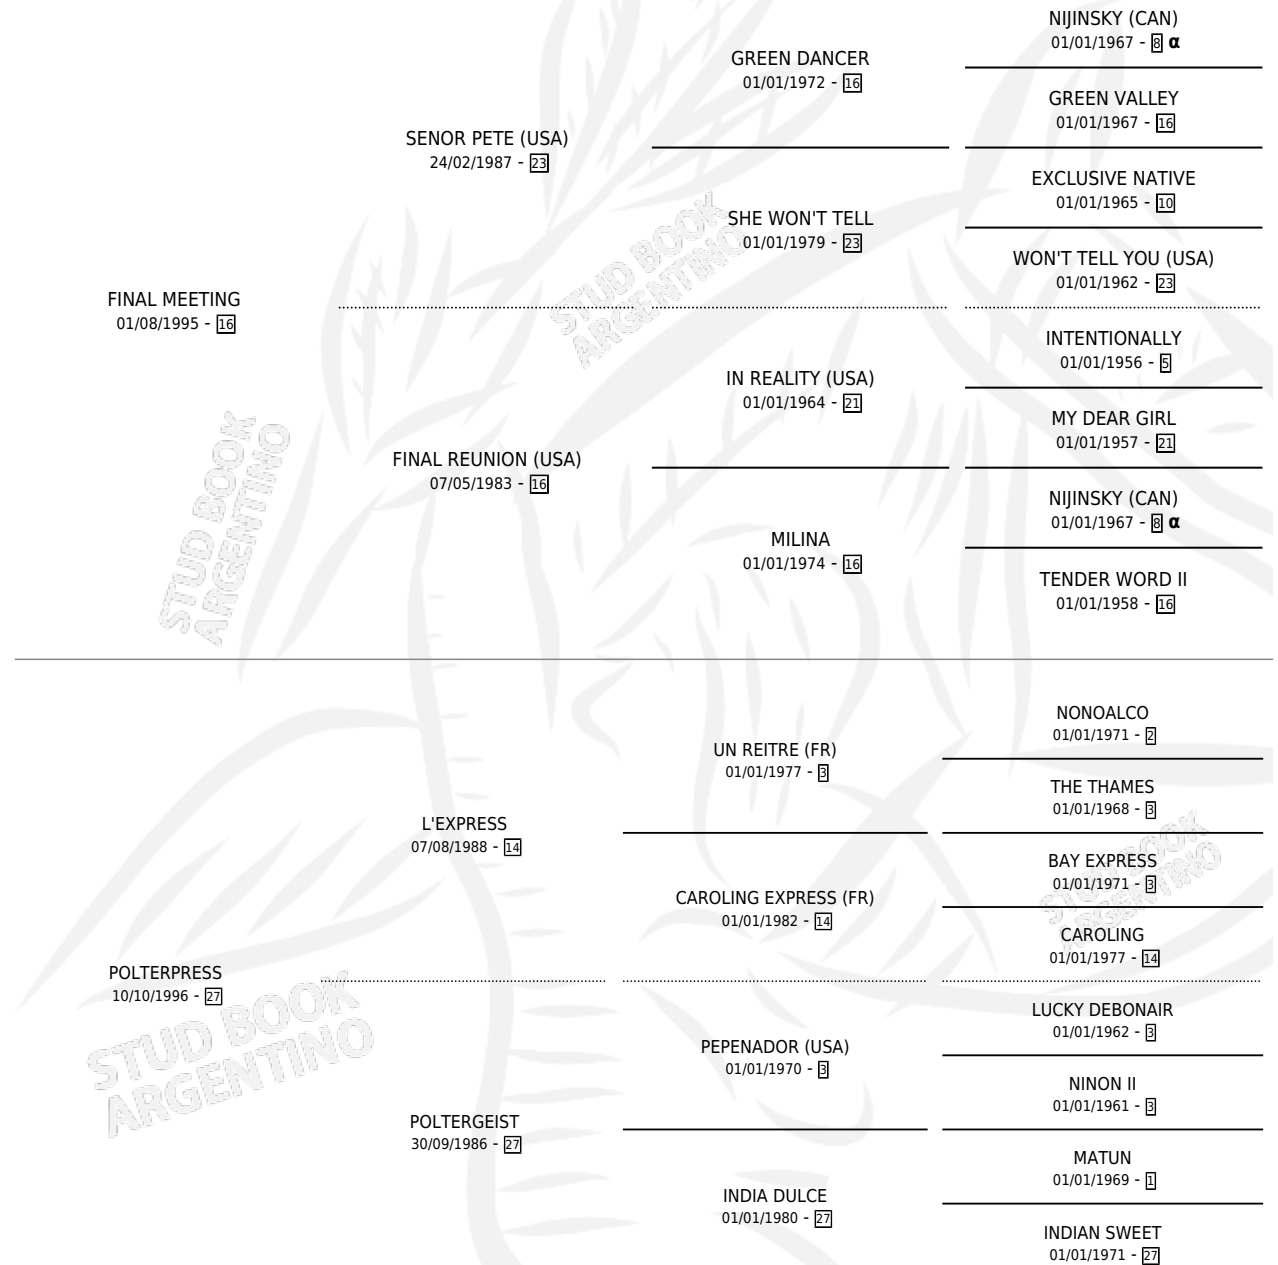 NIJINSKY (CAN)
01/01/1967 - 8 α
GREEN DANCER
01/01/1972 - 16
GREEN VALLEY
01/01/1967 - 16
SENOR PETE (USA)
24/02/1987 - 23
EXCLUSIVE NATIVE
01/01/1965 - 10
SHE WON'T TELL
01/01/1979 - 23
WON'T TELL YOU (USA)
01/01/1962 - 23
STUD BOOK
ARGENTINO
FINAL MEETING
01/08/1995 - 16
INTENTIONALLY
01/01/1956 - 5
IN REALITY (USA)
01/01/1964 - 21
MY DEAR GIRL
01/01/1957 - 21
FINAL REUNION (USA)
07/05/1983 - 16
NIJINSKY (CAN)
01/01/1967 - 8 α
MILINA
01/01/1974 - 16
TENDER WORD II
01/01/1958 - 16
STUD BOOK
ARGENTINO
NONOALCO
01/01/1971 - 2
UN REITRE (FR)
01/01/1977 - 3
THE THAMES
01/01/1968 - 3
L'EXPRESS
07/08/1988 - 14
BAY EXPRESS
01/01/1971 - 3
CAROLING EXPRESS (FR)
01/01/1982 - 14
CAROLING
01/01/1977 - 14
STUD BOOK
ARGENTINO
POLTERPRESS
10/10/1996 - 27
LUCKY DEBONAIR
01/01/1962 - 3
PEPENADOR (USA)
01/01/1970 - 3
NINON II
01/01/1961 - 3
STUD BOOK
ARGENTINO
POLTERGEIST
30/09/1986 - 27
MATUN
01/01/1969 - 1
INDIA DULCE
01/01/1980 - 27
INDIAN SWEET
01/01/1971 - 27